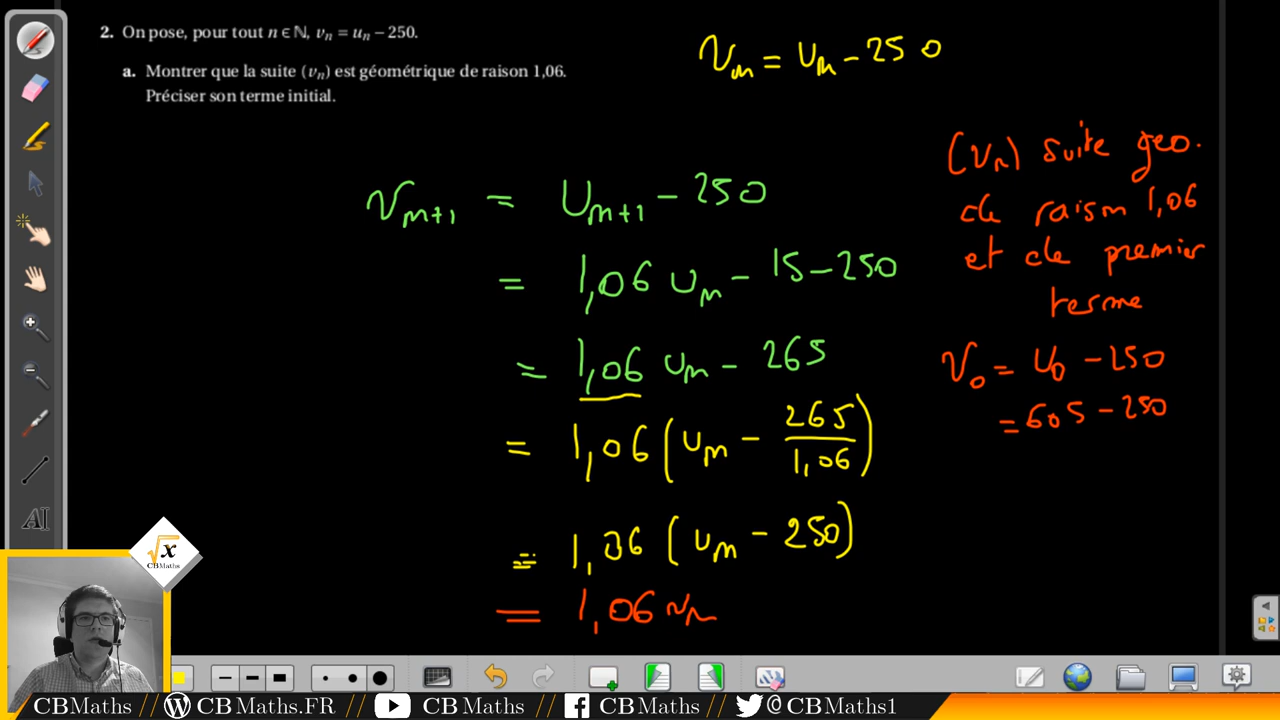 2. On pose, pour tout n ∈ ℕ, vₙ = uₙ − 250.
a. Montrer que la suite (vₙ) est géométrique de raison 1,06.
Préciser son terme initial.
Vₙ = Uₙ − 250
Vₙ₊₁ = Uₙ₊₁ − 250
= 1,06 Uₙ − 15 − 250
= 1,06 Uₙ − 265
= 1,06 (Uₙ − 265/1,06)
= 1,06 (Uₙ − 250)
= 1,06 Vₙ
(Vₙ) suite geo.
de raison 1,06
et de premier
terme
V₀ = U₀ − 250
= 605 − 250
AI
√x
CBMaths
CBMaths // CBMaths.FR // CBMaths // CBMaths // @CBMaths1